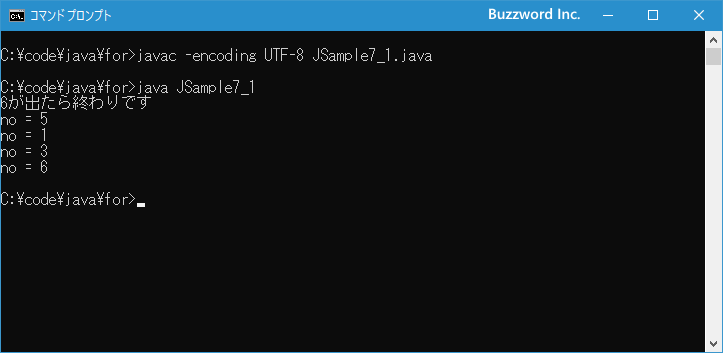 コマンドプロンプト
Buzzword Inc.
C:¥code¥java¥for>javac -encoding UTF-8 JSample7_1.java
C:¥code¥java¥for>java JSample7_1
6が出たら終わりです
no = 5
no = 1
no = 3
no = 6
C:¥code¥java¥for>